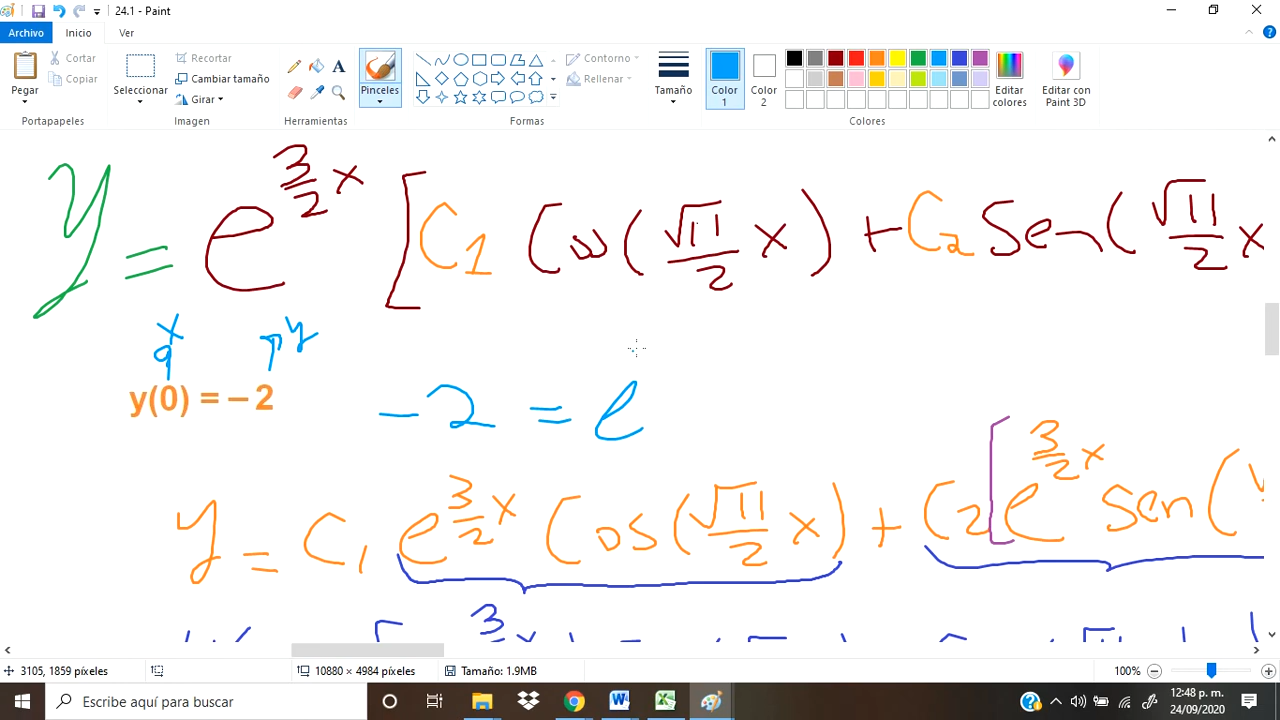 24.1 - Paint
Archivo Inicio Ver
Pegar
Cortar
Copiar
Portapapeles
Seleccionar
Recortar
Cambiar tamaño
Girar
Imagen
Pinceles
Herramientas
Contorno
Rellenar
Formas
Tamaño
Color 1
Color 2
Editar colores
Editar con Paint 3D
Colores
y = e^(3/2 x) [C1 Cos(√11/2 x) + C2 Sen(√11/2 x
x y
y(0) = – 2
-2 = e
y = C1 e^(3/2 x) Cos(√11/2 x) + C2 [e^(3/2 x) Sen(
3105, 1859 píxeles
10880 × 4984 píxeles
Tamaño: 1.9MB
100%
Escribe aquí para buscar
12:48 p. m.
24/09/2020